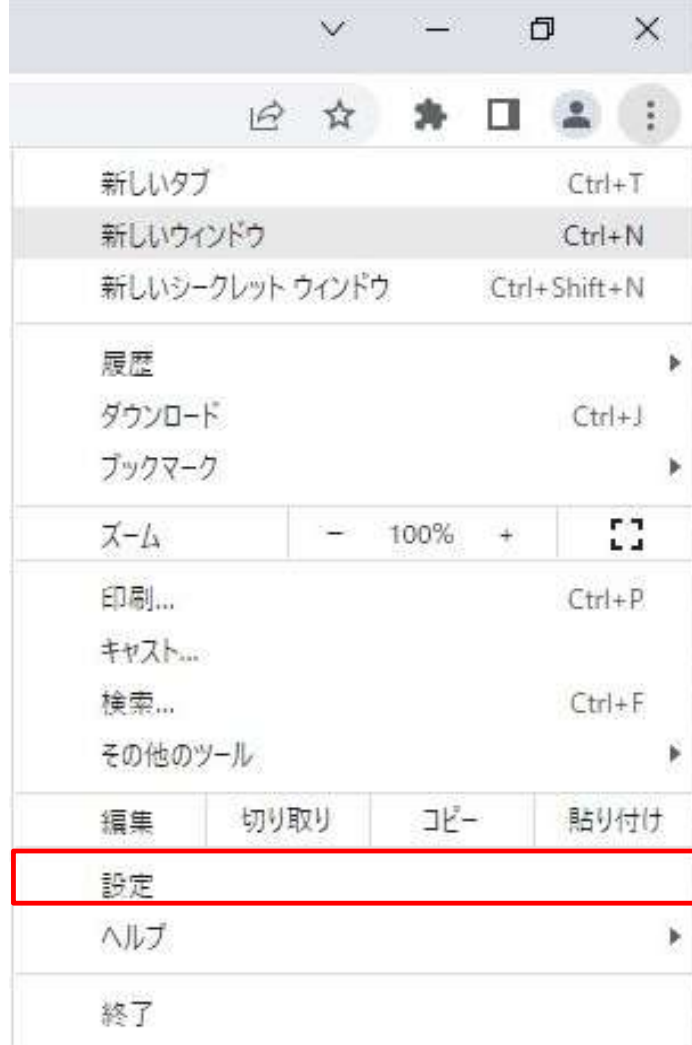 新しいタブ Ctrl+T
新しいウィンドウ Ctrl+N
新しいシークレット ウィンドウ Ctrl+Shift+N
履歴
ダウンロード Ctrl+J
ブックマーク
ズーム - 100% +
印刷... Ctrl+P
キャスト...
検索... Ctrl+F
その他のツール
編集 切り取り コピー 貼り付け
設定
ヘルプ
終了